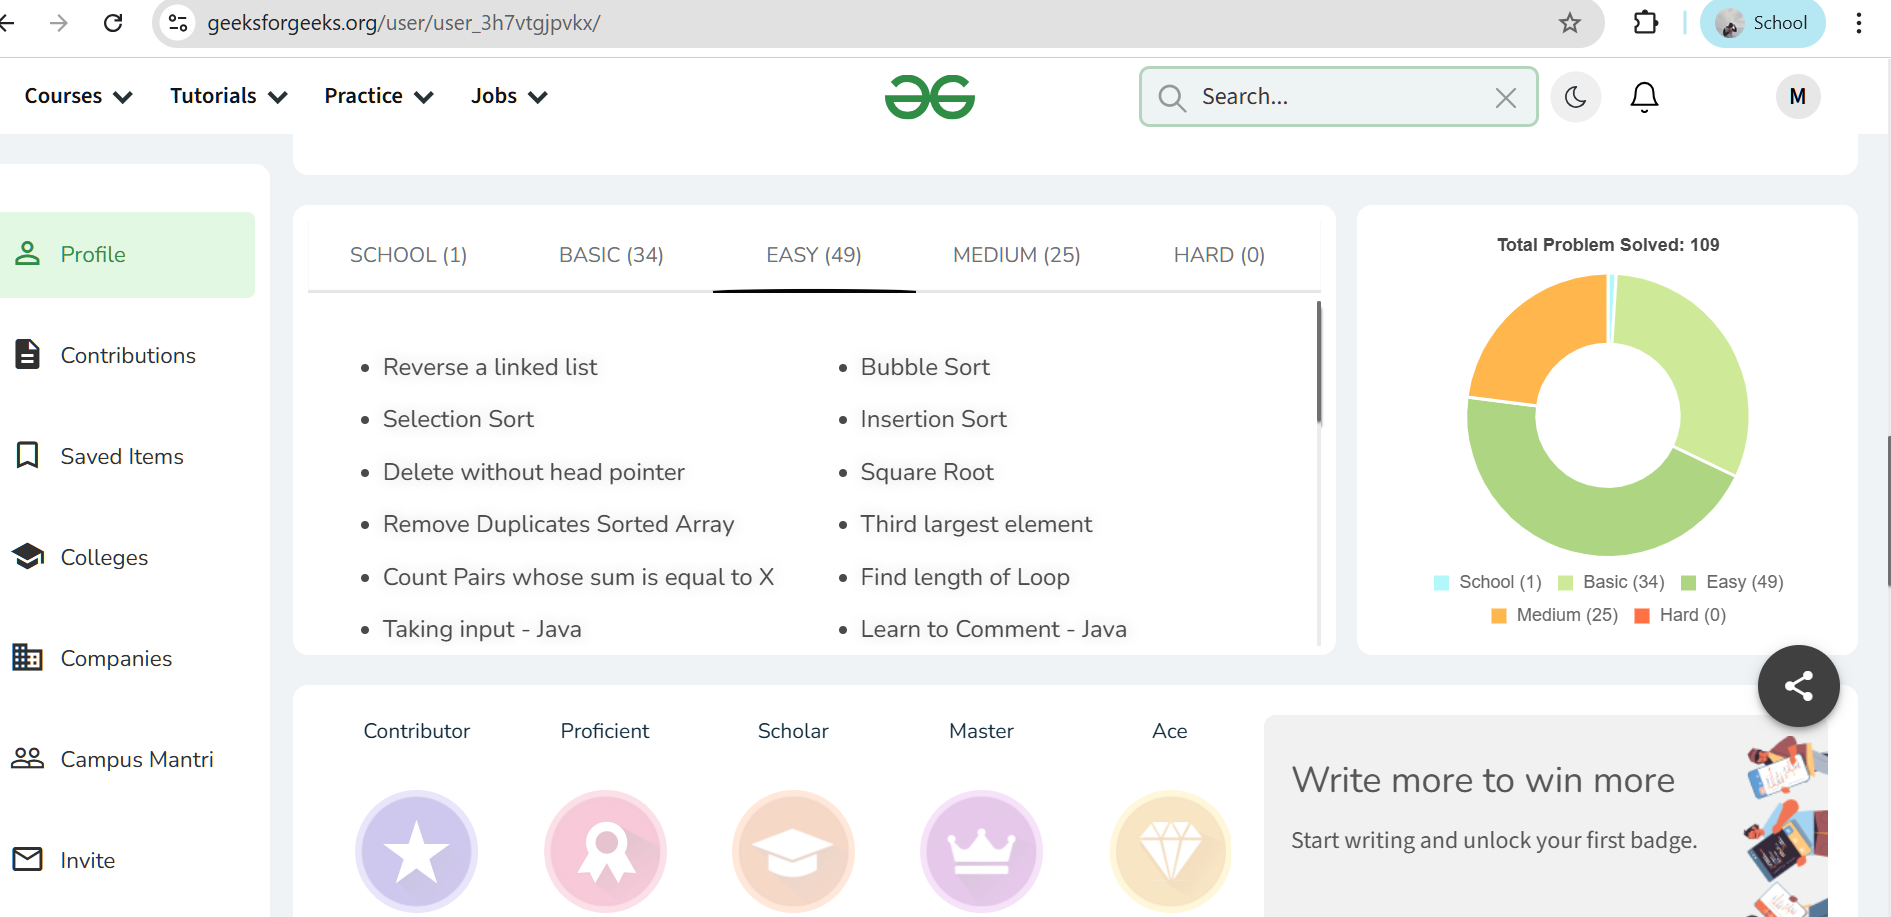 geeksforgeeks.org/user/user_3h7vtgjpvkx/
School
Courses Tutorials Practice Jobs
Search...
M
Profile
Contributions
Saved Items
Colleges
Companies
Campus Mantri
Invite
SCHOOL (1) BASIC (34) EASY (49) MEDIUM (25) HARD (0)
Reverse a linked list
Bubble Sort
Selection Sort
Insertion Sort
Delete without head pointer
Square Root
Remove Duplicates Sorted Array
Third largest element
Count Pairs whose sum is equal to X
Find length of Loop
Taking input - Java
Learn to Comment - Java
Total Problem Solved: 109
School (1) Basic (34) Easy (49)
Medium (25) Hard (0)
Contributor Proficient Scholar Master Ace
Write more to win more
Start writing and unlock your first badge.